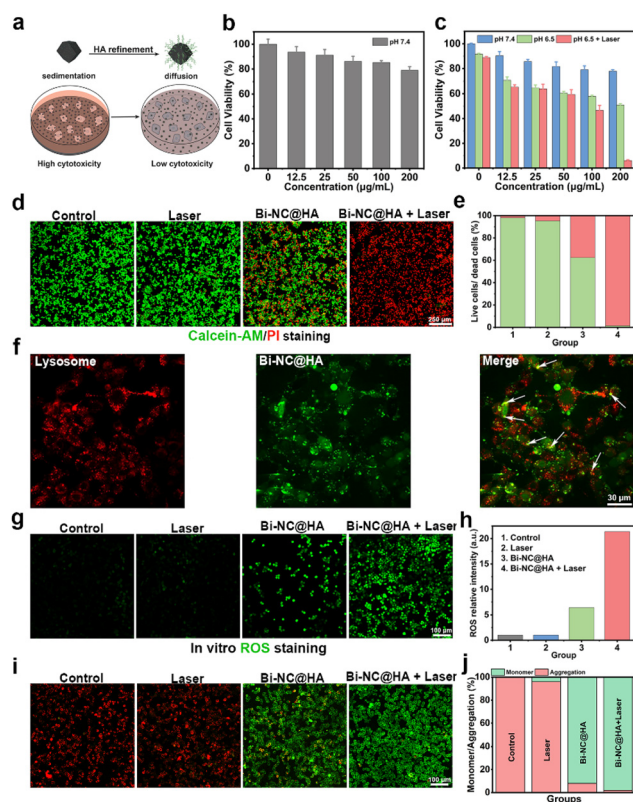 a
HA refinement
sedimentation
diffusion
High cytotoxicity
Low cytotoxicity
b
pH 7.4
Cell Viability (%)
120
100
80
60
40
20
0
0 12.5 25 50 100 200
Concentration (µg/mL)
c
pH 7.4 pH 6.5 pH 6.5 + Laser
Cell Viability (%)
100
80
60
40
20
0
0 12.5 25 50 100 200
Concentration (µg/mL)
d
Control
Laser
Bi-NC@HA
Bi-NC@HA + Laser
250 µm
Calcein-AM/PI staining
e
Live cells/ dead cells (%)
100
80
60
40
20
0
1 2 3 4
Group
f
Lysosome
Bi-NC@HA
Merge
30 µm
g
Control
Laser
Bi-NC@HA
Bi-NC@HA + Laser
100 µm
In vitro ROS staining
h
ROS relative intensity (a.u.)
25
20
15
10
5
0
1. Control
2. Laser
3. Bi-NC@HA
4. Bi-NC@HA + Laser
1 2 3 4
Group
i
Control
Laser
Bi-NC@HA
Bi-NC@HA + Laser
100 µm
j
Monomer Aggregation
Monomer/Aggregation (%)
100
80
60
40
20
0
Control
Laser
Bi-NC@HA
Bi-NC@HA+Laser
Groups